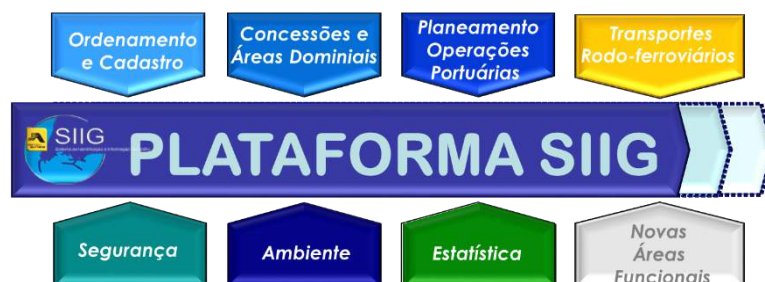 Ordenamento
e Cadastro
Concessões e
Áreas Dominiais
Planeamento
Operações
Portuárias
Transportes
Rodo-ferroviários
SIIG
PLATAFORMA SIIG
Segurança
Ambiente
Estatística
Novas
Áreas
Funcionais